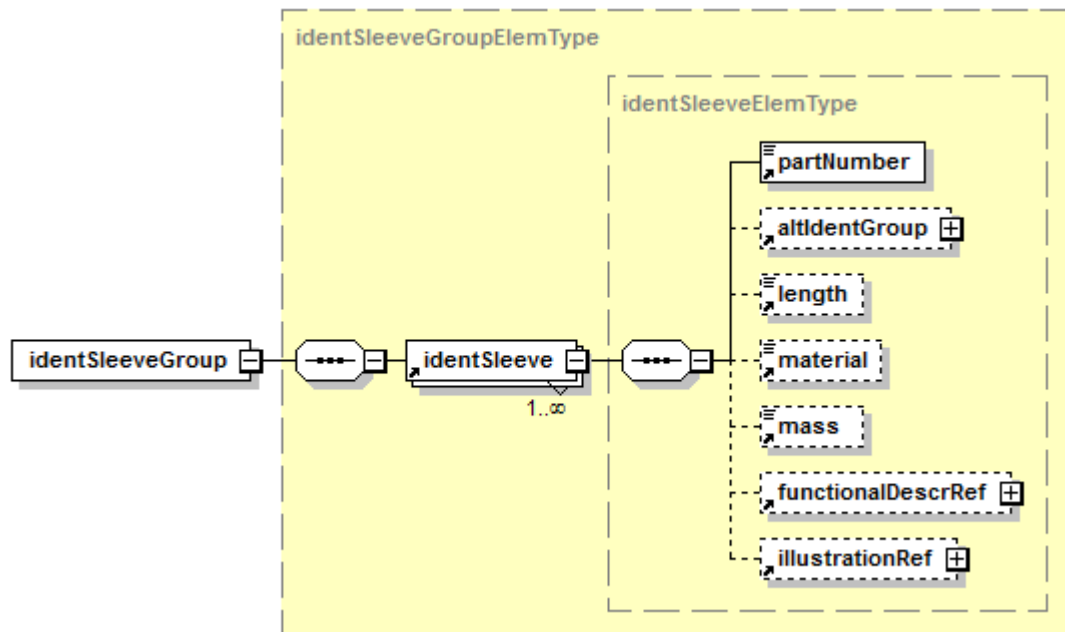 identSleeveGroupElemType
identSleeveElemType
partNumber
altIdentGroup
length
identSleeveGroup
identSleeve
material
1..∞
mass
functionalDescrRef
illustrationRef